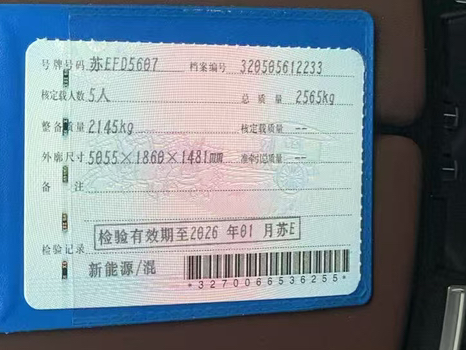 号牌号码 苏EFD5607 档案编号 320505612233
核定载人数 5人 总质量 2565kg
整备质量 2145kg 核定载质量 --
外廓尺寸 5055×1860×1481mm 准牵引总质量 --
备注
检验有效期至2026年01月苏E
检验记录
新能源/混
*3270066536255*